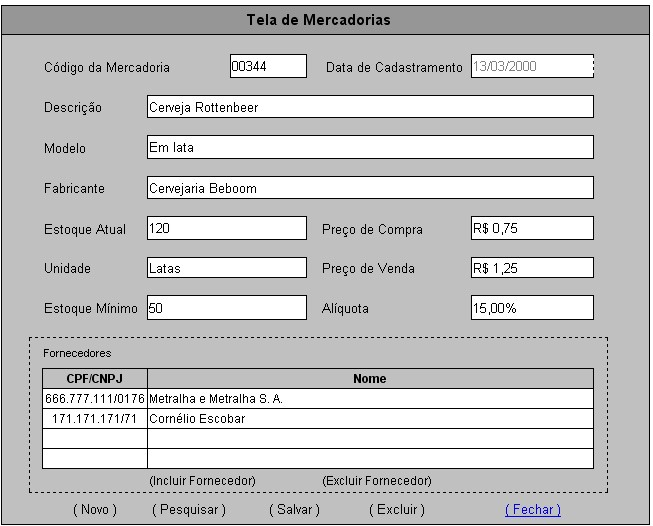 Tela de Mercadorias
Código da Mercadoria 00344 Data de Cadastramento 13/03/2000
Descrição Cerveja Rottenbeer
Modelo Em lata
Fabricante Cervejaria Beboom
Estoque Atual 120 Preço de Compra R$ 0,75
Unidade Latas Preço de Venda R$ 1,25
Estoque Mínimo 50 Alíquota 15,00%
Fornecedores
CPF/CNPJ Nome
666.777.111/0176 Metralha e Metralha S. A.
171.171.171/71 Cornélio Escobar
(Incluir Fornecedor) (Excluir Fornecedor)
( Novo ) ( Pesquisar ) ( Salvar ) ( Excluir ) ( Fechar )